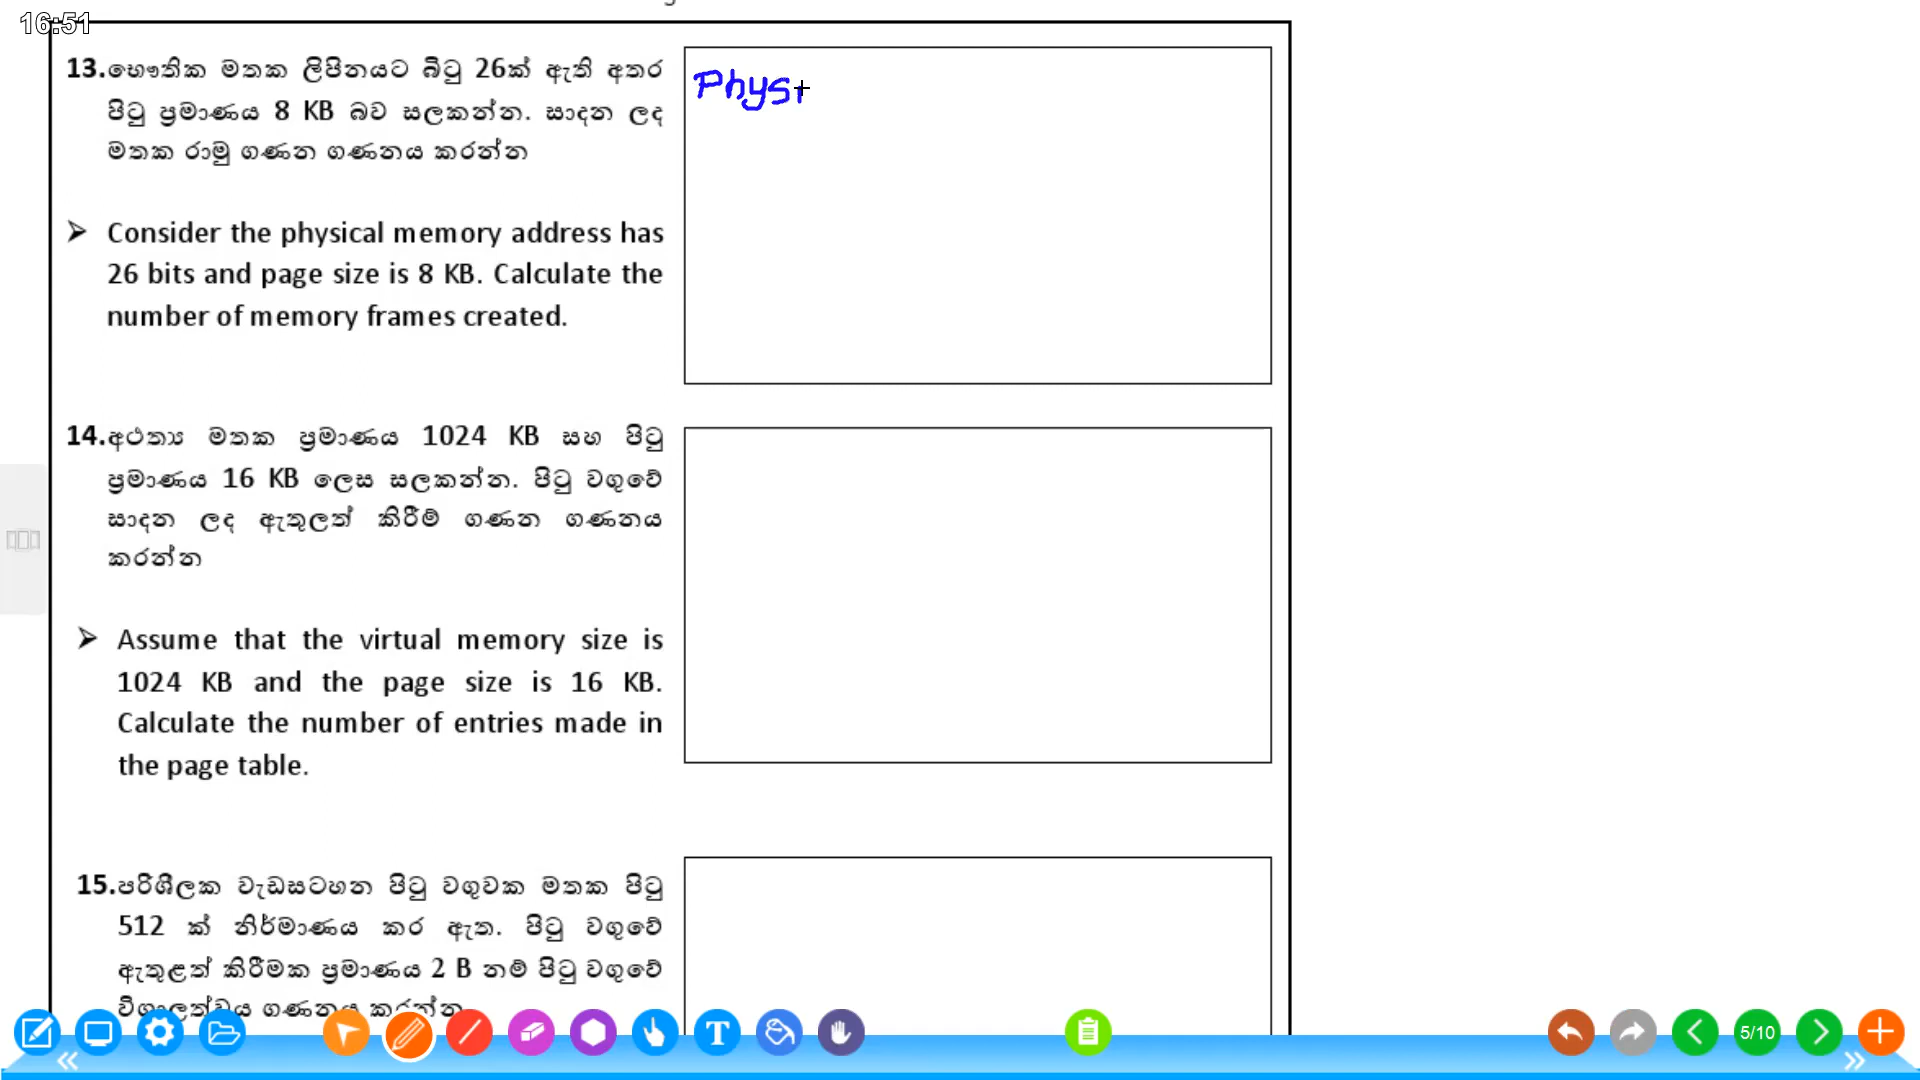 16:51
13.භෞතික මතක ලිපිනයට බිටු 26ක් ඇති අතර
පිටු ප්‍රමාණය 8 KB බව සලකන්න. සාදන ලද
මතක රාමු ගණන ගණනය කරන්න
➢ Consider the physical memory address has
26 bits and page size is 8 KB. Calculate the
number of memory frames created.
Phys
14.අථත්‍ය මතක ප්‍රමාණය 1024 KB සහ පිටු
ප්‍රමාණය 16 KB ලෙස සලකන්න. පිටු වගුවේ
සාදන ලද ඇතුලත් කිරීම් ගණන ගණනය
කරන්න
➢ Assume that the virtual memory size is
1024 KB and the page size is 16 KB.
Calculate the number of entries made in
the page table.
15.පරිශීලක වැඩසටහන පිටු වගුවක මතක පිටු
512 ක් නිර්මාණය කර ඇත. පිටු වගුවේ
ඇතුළත් කිරීමක ප්‍රමාණය 2 B නම් පිටු වගුවේ
විශාලත්වය ගණනය කරන්න
T
5/10